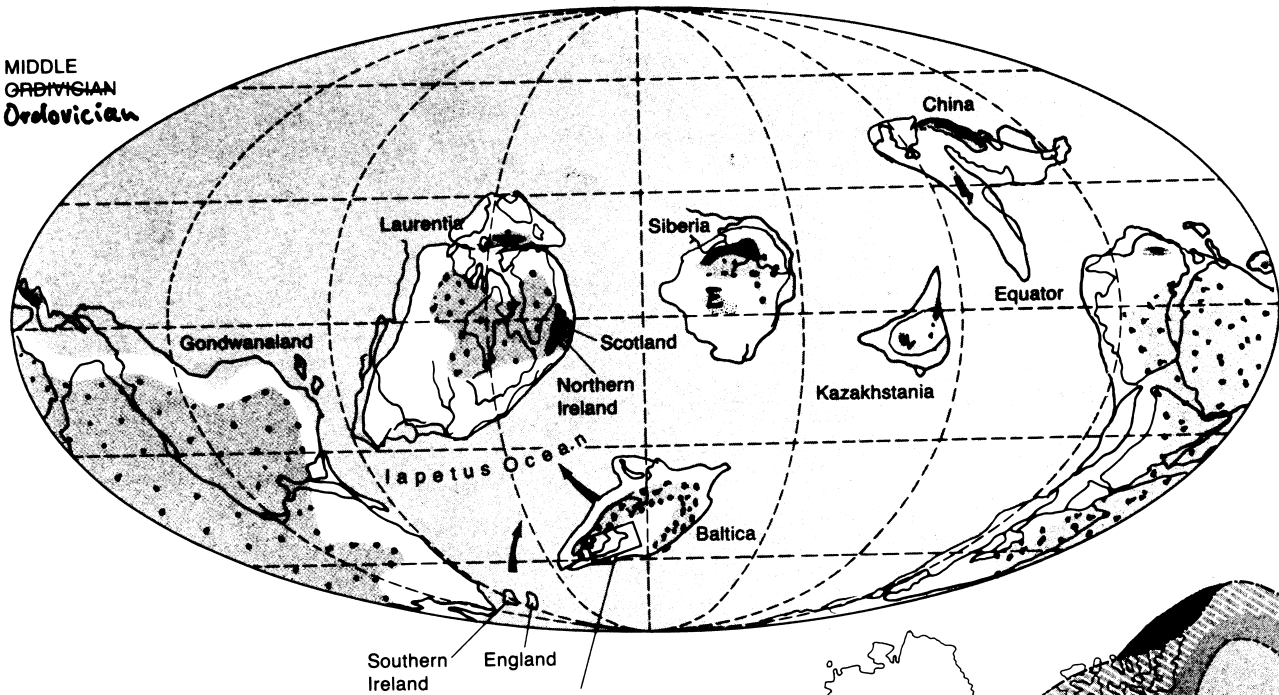 MIDDLE
ORDIVICIAN
Ordovician
China
Laurentia
Siberia
E
Equator
Gondwanaland
Scotland
Kazakhstania
Northern
Ireland
Iapetus Ocean
Baltica
Southern
Ireland
England